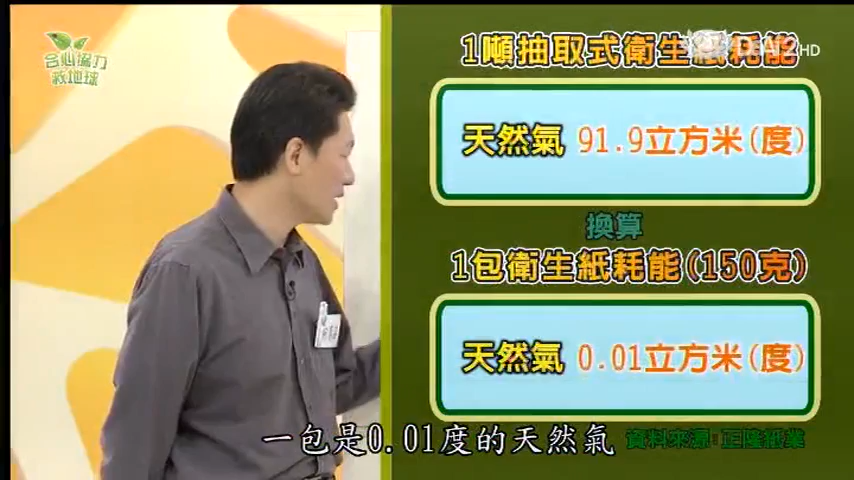 合心協力
救地球
1噸抽取式衛生紙耗能
DaAi2HD
天然氣 91.9立方米(度)
換算
1包衛生紙耗能(150克)
天然氣 0.01立方米(度)
一包是0.01度的天然氣
資料來源:正隆紙業